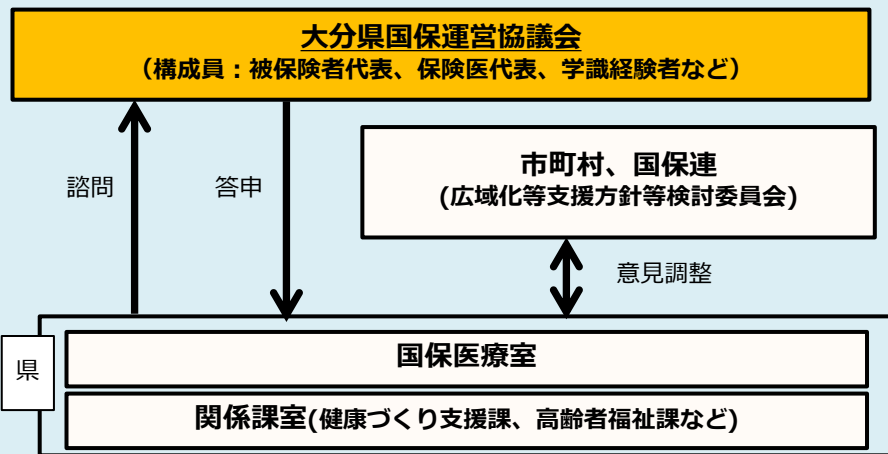 大分県国保運営協議会
（構成員：被保険者代表、保険医代表、学識経験者など）
諮問
答申
市町村、国保連
(広域化等支援方針等検討委員会)
意見調整
県
国保医療室
関係課室(健康づくり支援課、高齢者福祉課など)